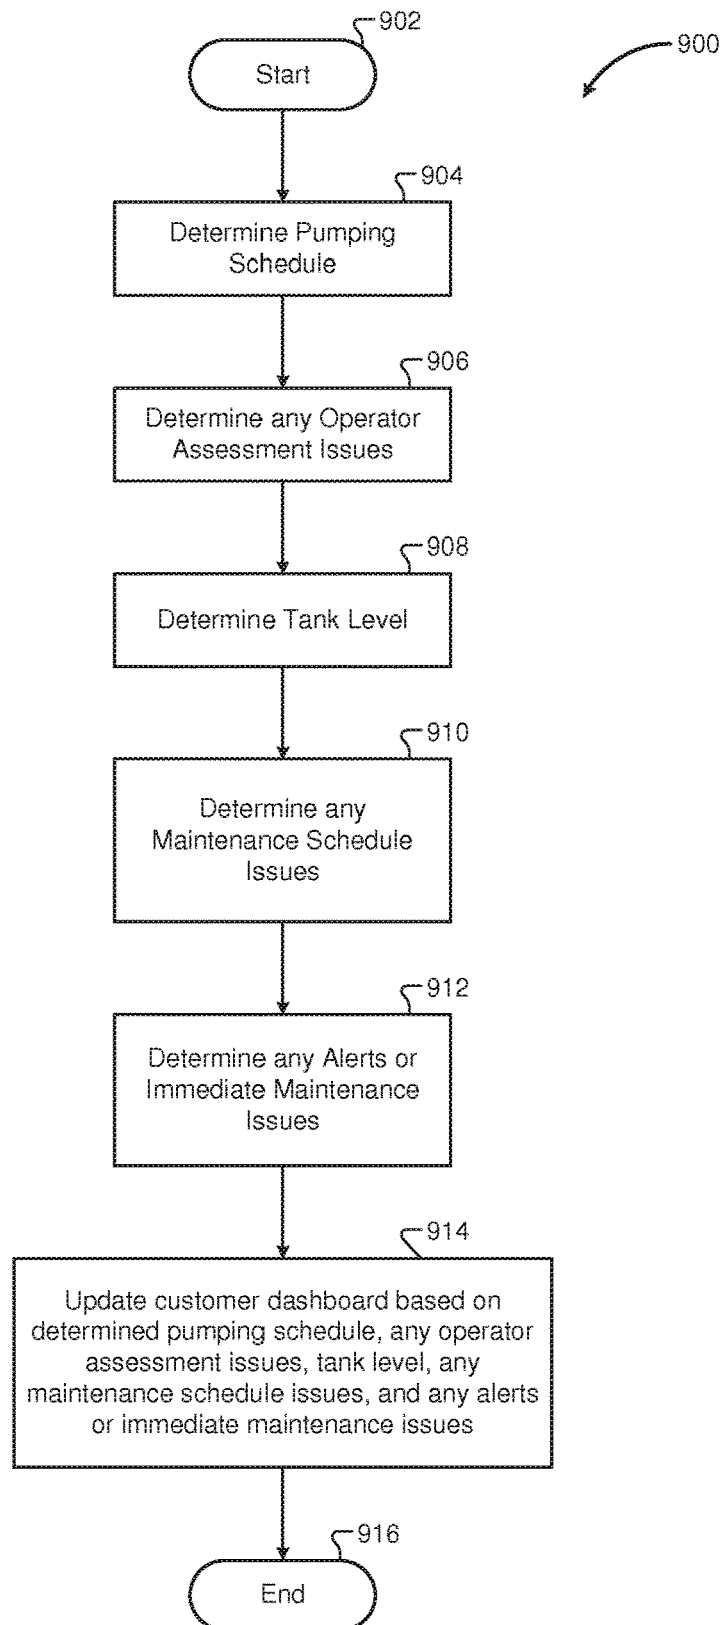 902
Start
900
904
Determine Pumping
Schedule
906
Determine any Operator
Assessment Issues
908
Determine Tank Level
910
Determine any
Maintenance Schedule
Issues
912
Determine any Alerts or
Immediate Maintenance
Issues
914
Update customer dashboard based on
determined pumping schedule, any operator
assessment issues, tank level, any
maintenance schedule issues, and any alerts
or immediate maintenance issues
916
End